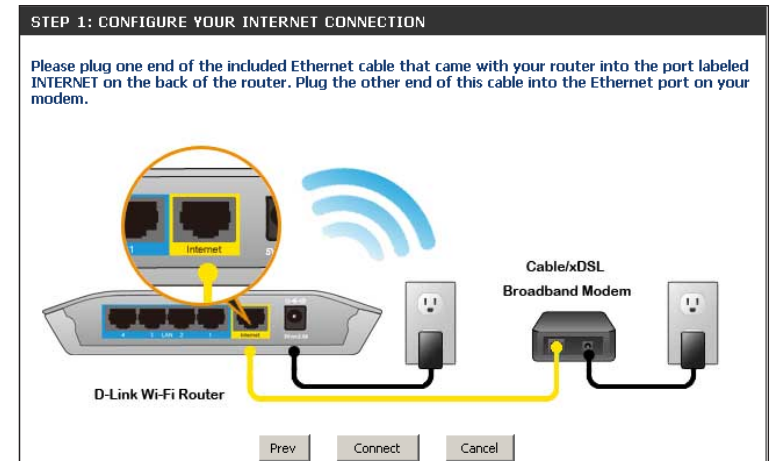 STEP 1: CONFIGURE YOUR INTERNET CONNECTION
Please plug one end of the included Ethernet cable that came with your router into the port labeled
INTERNET on the back of the router. Plug the other end of this cable into the Ethernet port on your
modem.
1
Internet
Cable/xDSL
Broadband Modem
4 3 LAN 2 1 Internet
D-Link Wi-Fi Router
Prev Connect Cancel